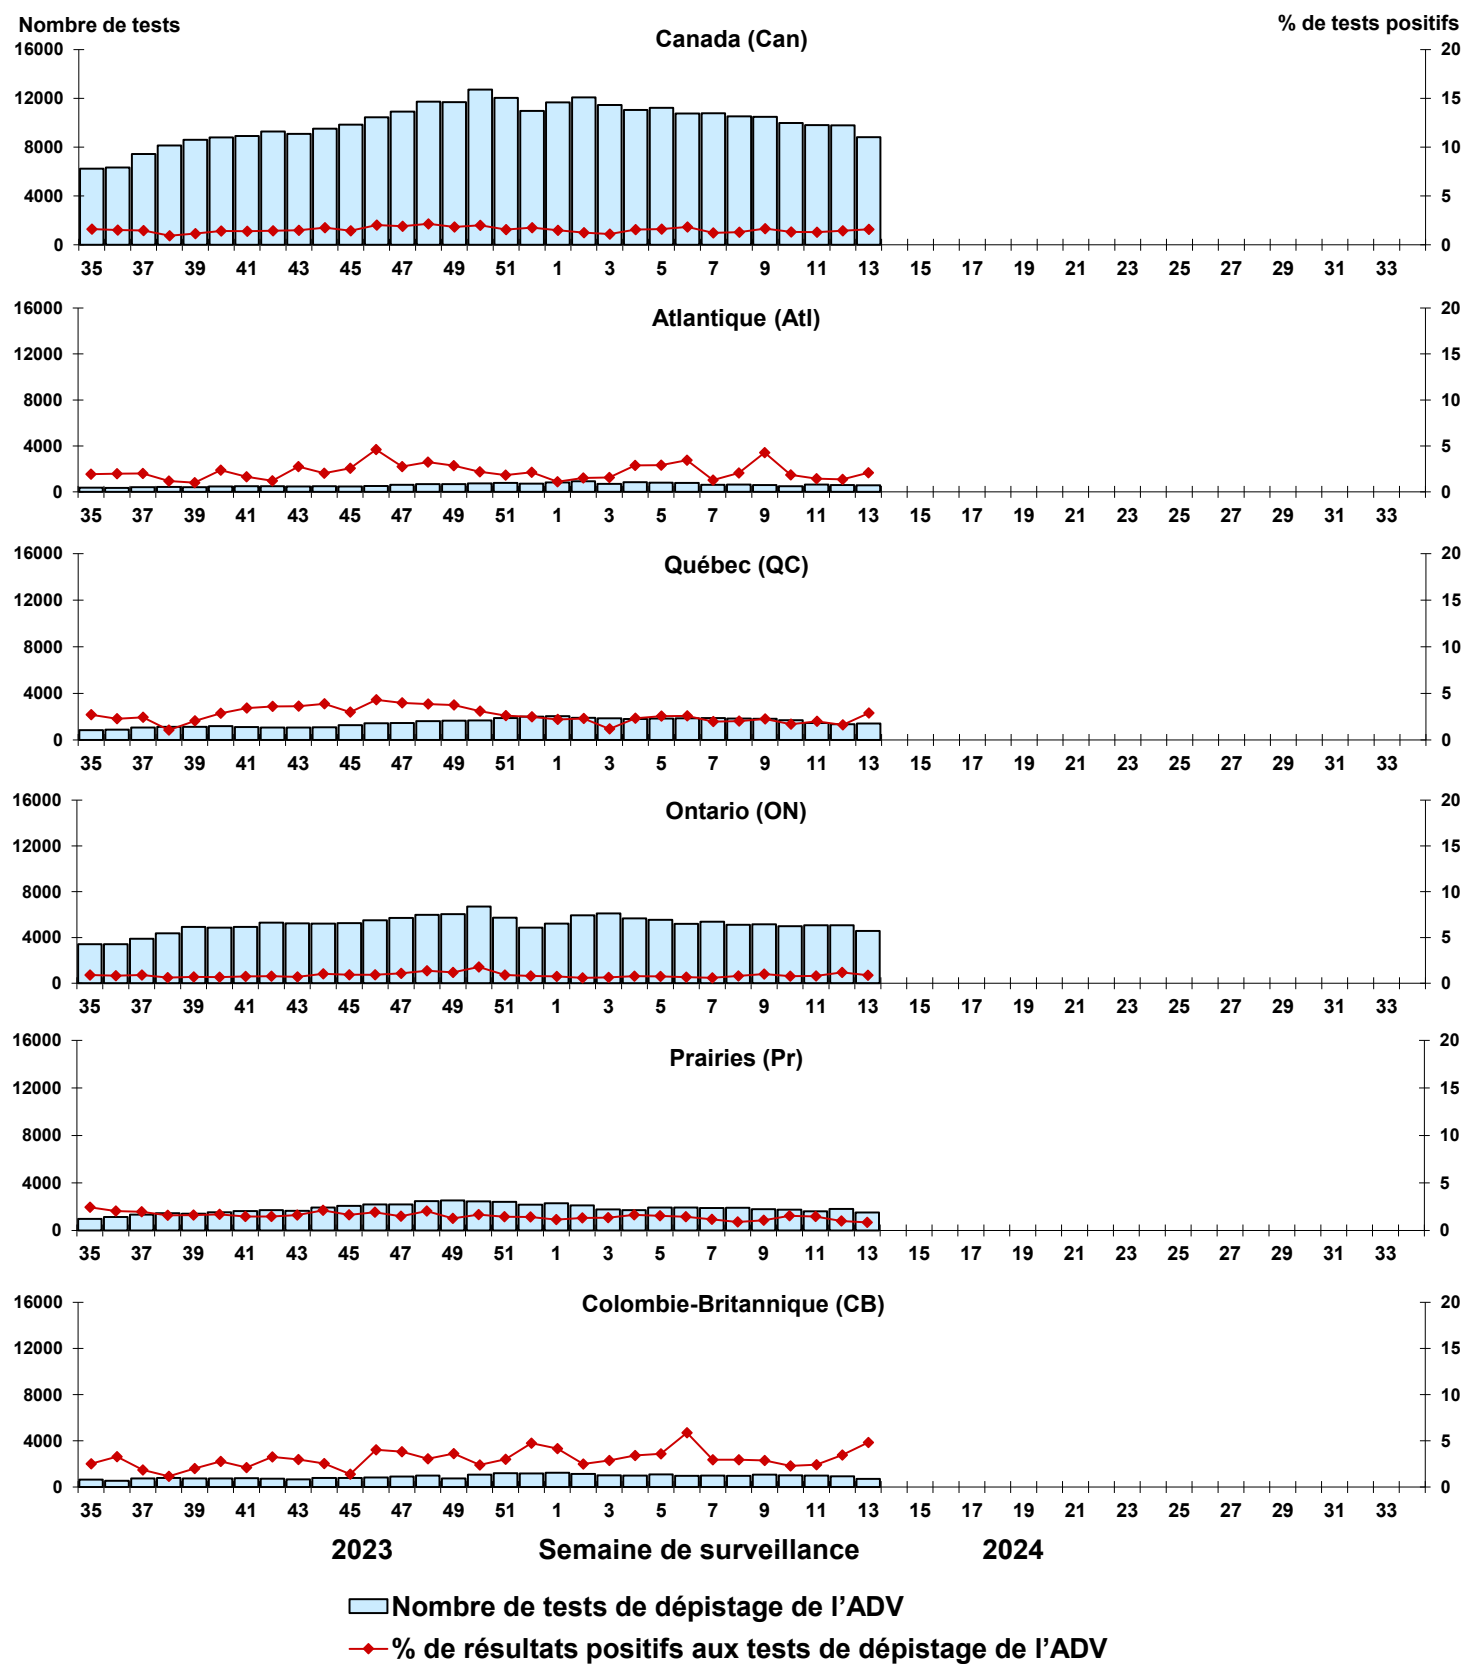 Nombre de tests
% de tests positifs
Canada (Can)
16000 20
12000 15
8000 10
4000 5
0 0
35 37 39 41 43 45 47 49 51 1 3 5 7 9 11 13 15 17 19 21 23 25 27 29 31 33
Atlantique (Atl)
16000 20
12000 15
8000 10
4000 5
0 0
35 37 39 41 43 45 47 49 51 1 3 5 7 9 11 13 15 17 19 21 23 25 27 29 31 33
Québec (QC)
16000 20
12000 15
8000 10
4000 5
0 0
35 37 39 41 43 45 47 49 51 1 3 5 7 9 11 13 15 17 19 21 23 25 27 29 31 33
Ontario (ON)
16000 20
12000 15
8000 10
4000 5
0 0
35 37 39 41 43 45 47 49 51 1 3 5 7 9 11 13 15 17 19 21 23 25 27 29 31 33
Prairies (Pr)
16000 20
12000 15
8000 10
4000 5
0 0
35 37 39 41 43 45 47 49 51 1 3 5 7 9 11 13 15 17 19 21 23 25 27 29 31 33
Colombie-Britannique (CB)
16000 20
12000 15
8000 10
4000 5
0 0
35 37 39 41 43 45 47 49 51 1 3 5 7 9 11 13 15 17 19 21 23 25 27 29 31 33
2023 Semaine de surveillance 2024
Nombre de tests de dépistage de l’ADV
% de résultats positifs aux tests de dépistage de l’ADV